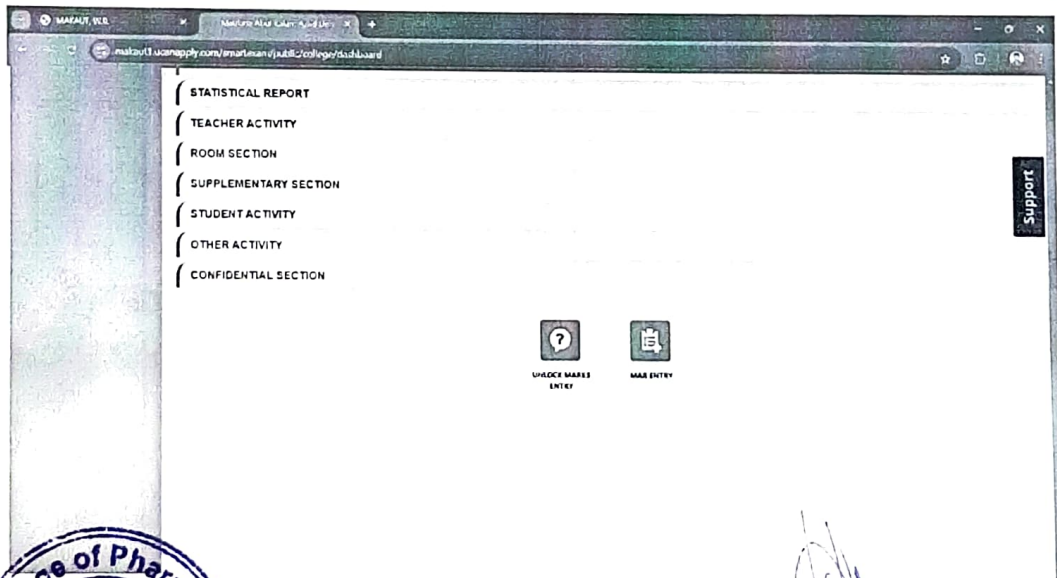 MAKAUT, W.B.
makaut1.ucanapply.com/smartexam/public/college/dashboard
STATISTICAL REPORT
TEACHER ACTIVITY
ROOM SECTION
SUPPLEMENTARY SECTION
STUDENT ACTIVITY
OTHER ACTIVITY
CONFIDENTIAL SECTION
Support
UNLOCK MARKS
ENTRY
MAR ENTRY
of